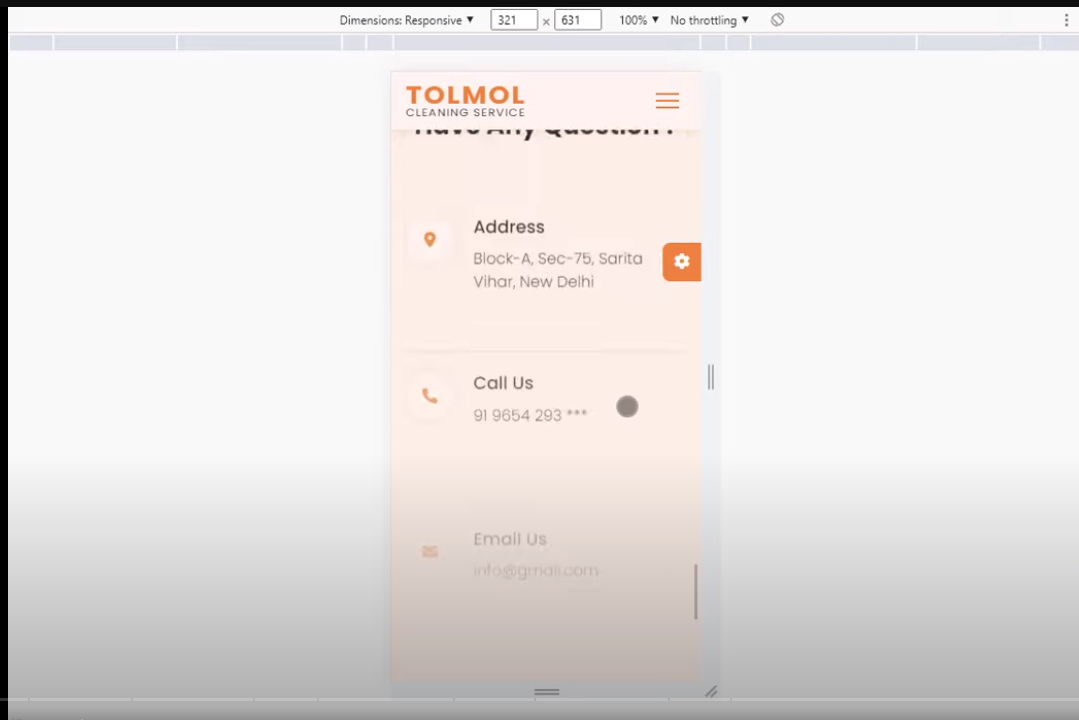 Dimensions: Responsive 321 x 631 100% No throttling
TOLMOL
CLEANING SERVICE
Have Any Question?
Address
Block-A, Sec-75, Sarita
Vihar, New Delhi
Call Us
91 9654 293 ***
Email Us
info@gmail.com